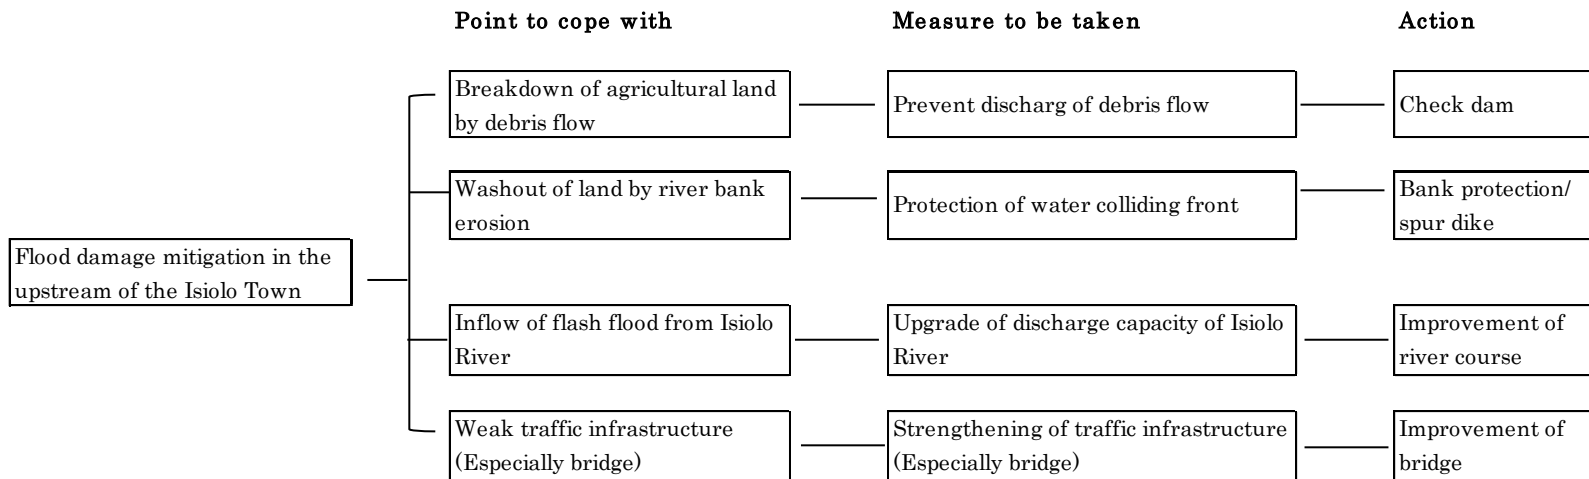 Point to cope with
Measure to be taken
Action
Breakdown of agricultural land
by debris flow
Prevent discharg of debris flow
Check dam
Washout of land by river bank
erosion
Protection of water colliding front
Bank protection/
spur dike
Flood damage mitigation in the
upstream of the Isiolo Town
Inflow of flash flood from Isiolo
River
Upgrade of discharge capacity of Isiolo
River
Improvement of
river course
Weak traffic infrastructure
(Especially bridge)
Strengthening of traffic infrastructure
(Especially bridge)
Improvement of
bridge